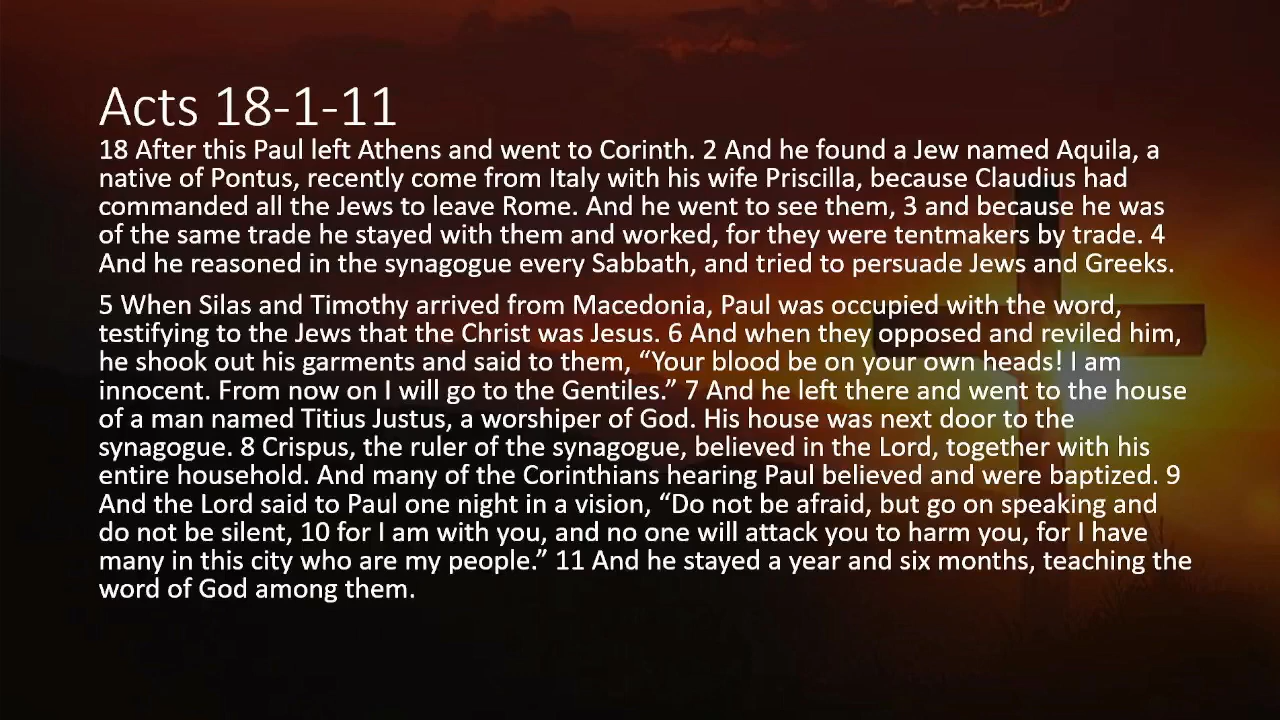 Acts 18-1-11
18 After this Paul left Athens and went to Corinth. 2 And he found a Jew named Aquila, a
native of Pontus, recently come from Italy with his wife Priscilla, because Claudius had
commanded all the Jews to leave Rome. And he went to see them, 3 and because he was
of the same trade he stayed with them and worked, for they were tentmakers by trade. 4
And he reasoned in the synagogue every Sabbath, and tried to persuade Jews and Greeks.
5 When Silas and Timothy arrived from Macedonia, Paul was occupied with the word,
testifying to the Jews that the Christ was Jesus. 6 And when they opposed and reviled him,
he shook out his garments and said to them, “Your blood be on your own heads! I am
innocent. From now on I will go to the Gentiles.” 7 And he left there and went to the house
of a man named Titius Justus, a worshiper of God. His house was next door to the
synagogue. 8 Crispus, the ruler of the synagogue, believed in the Lord, together with his
entire household. And many of the Corinthians hearing Paul believed and were baptized. 9
And the Lord said to Paul one night in a vision, “Do not be afraid, but go on speaking and
do not be silent, 10 for I am with you, and no one will attack you to harm you, for I have
many in this city who are my people.” 11 And he stayed a year and six months, teaching the
word of God among them.